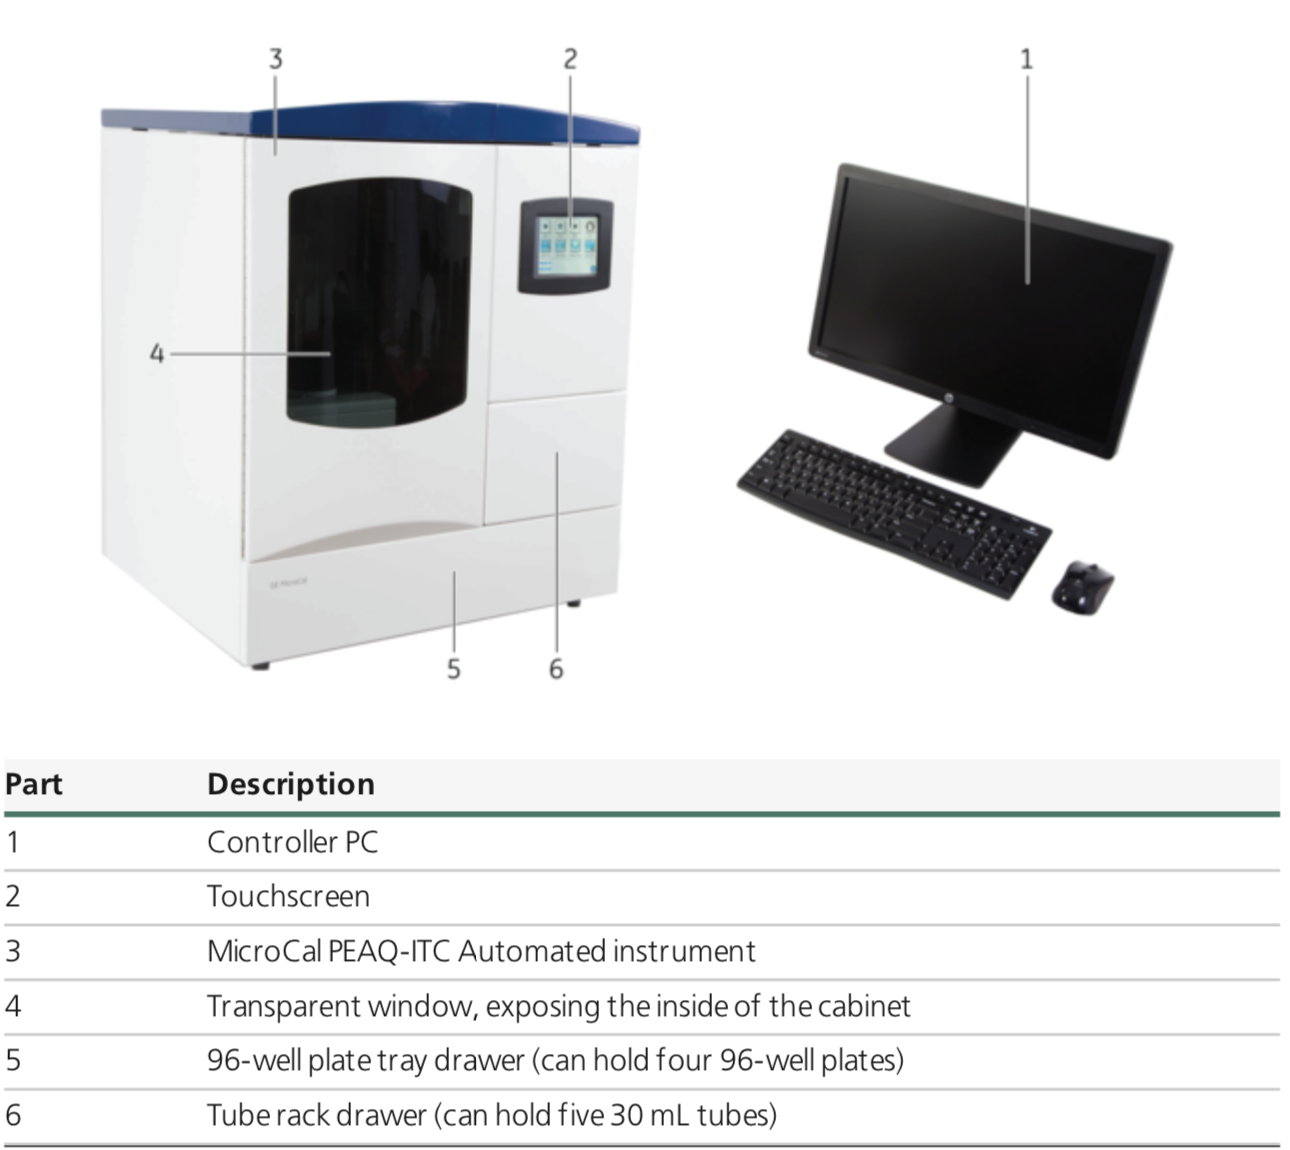 3 2 1
4
5 6
Part Description
1 Controller PC
2 Touchscreen
3 MicroCal PEAQ-ITC Automated instrument
4 Transparent window, exposing the inside of the cabinet
5 96-well plate tray drawer (can hold four 96-well plates)
6 Tube rack drawer (can hold five 30 mL tubes)